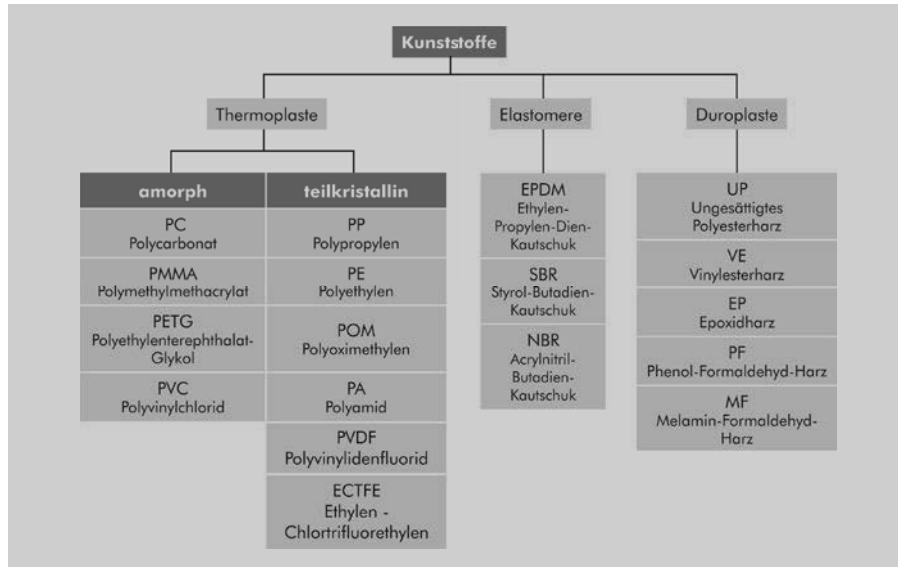 Kunststoffe
Thermoplaste
Elastomere
Duroplaste
amorph
teilkristallin
PC
Polycarbonat
PMMA
Polymethylmethacrylat
PETG
Polyethylenterephthalat-
Glykol
PVC
Polyvinylchlorid
PP
Polypropylen
PE
Polyethylen
POM
Polyoximethylen
PA
Polyamid
PVDF
Polyvinylidenfluorid
ECTFE
Ethylen -
Chlortrifluorethylen
EPDM
Ethylen-
Propylen-Dien-
Kautschuk
SBR
Styrol-Butadien-
Kautschuk
NBR
Acrylnitril-
Butadien-
Kautschuk
UP
Ungesättigtes
Polyesterharz
VE
Vinylesterharz
EP
Epoxidharz
PF
Phenol-Formaldehyd-Harz
MF
Melamin-Formaldehyd-
Harz